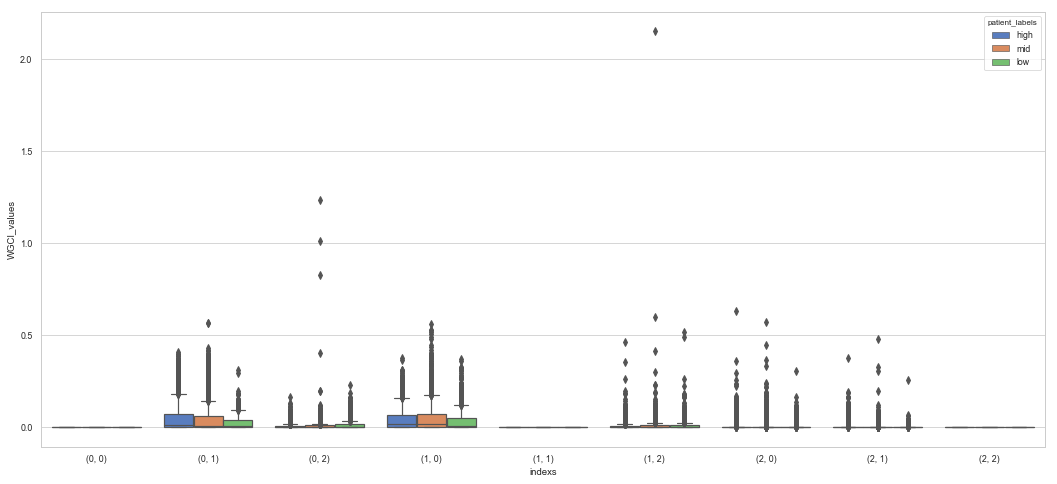 patient_labels
high
mid
low
2.0
1.5
1.0
0.5
0.0
WGCI_values
(0, 0) (0, 1) (0, 2) (1, 0) (1, 1) (1, 2) (2, 0) (2, 1) (2, 2)
indexs